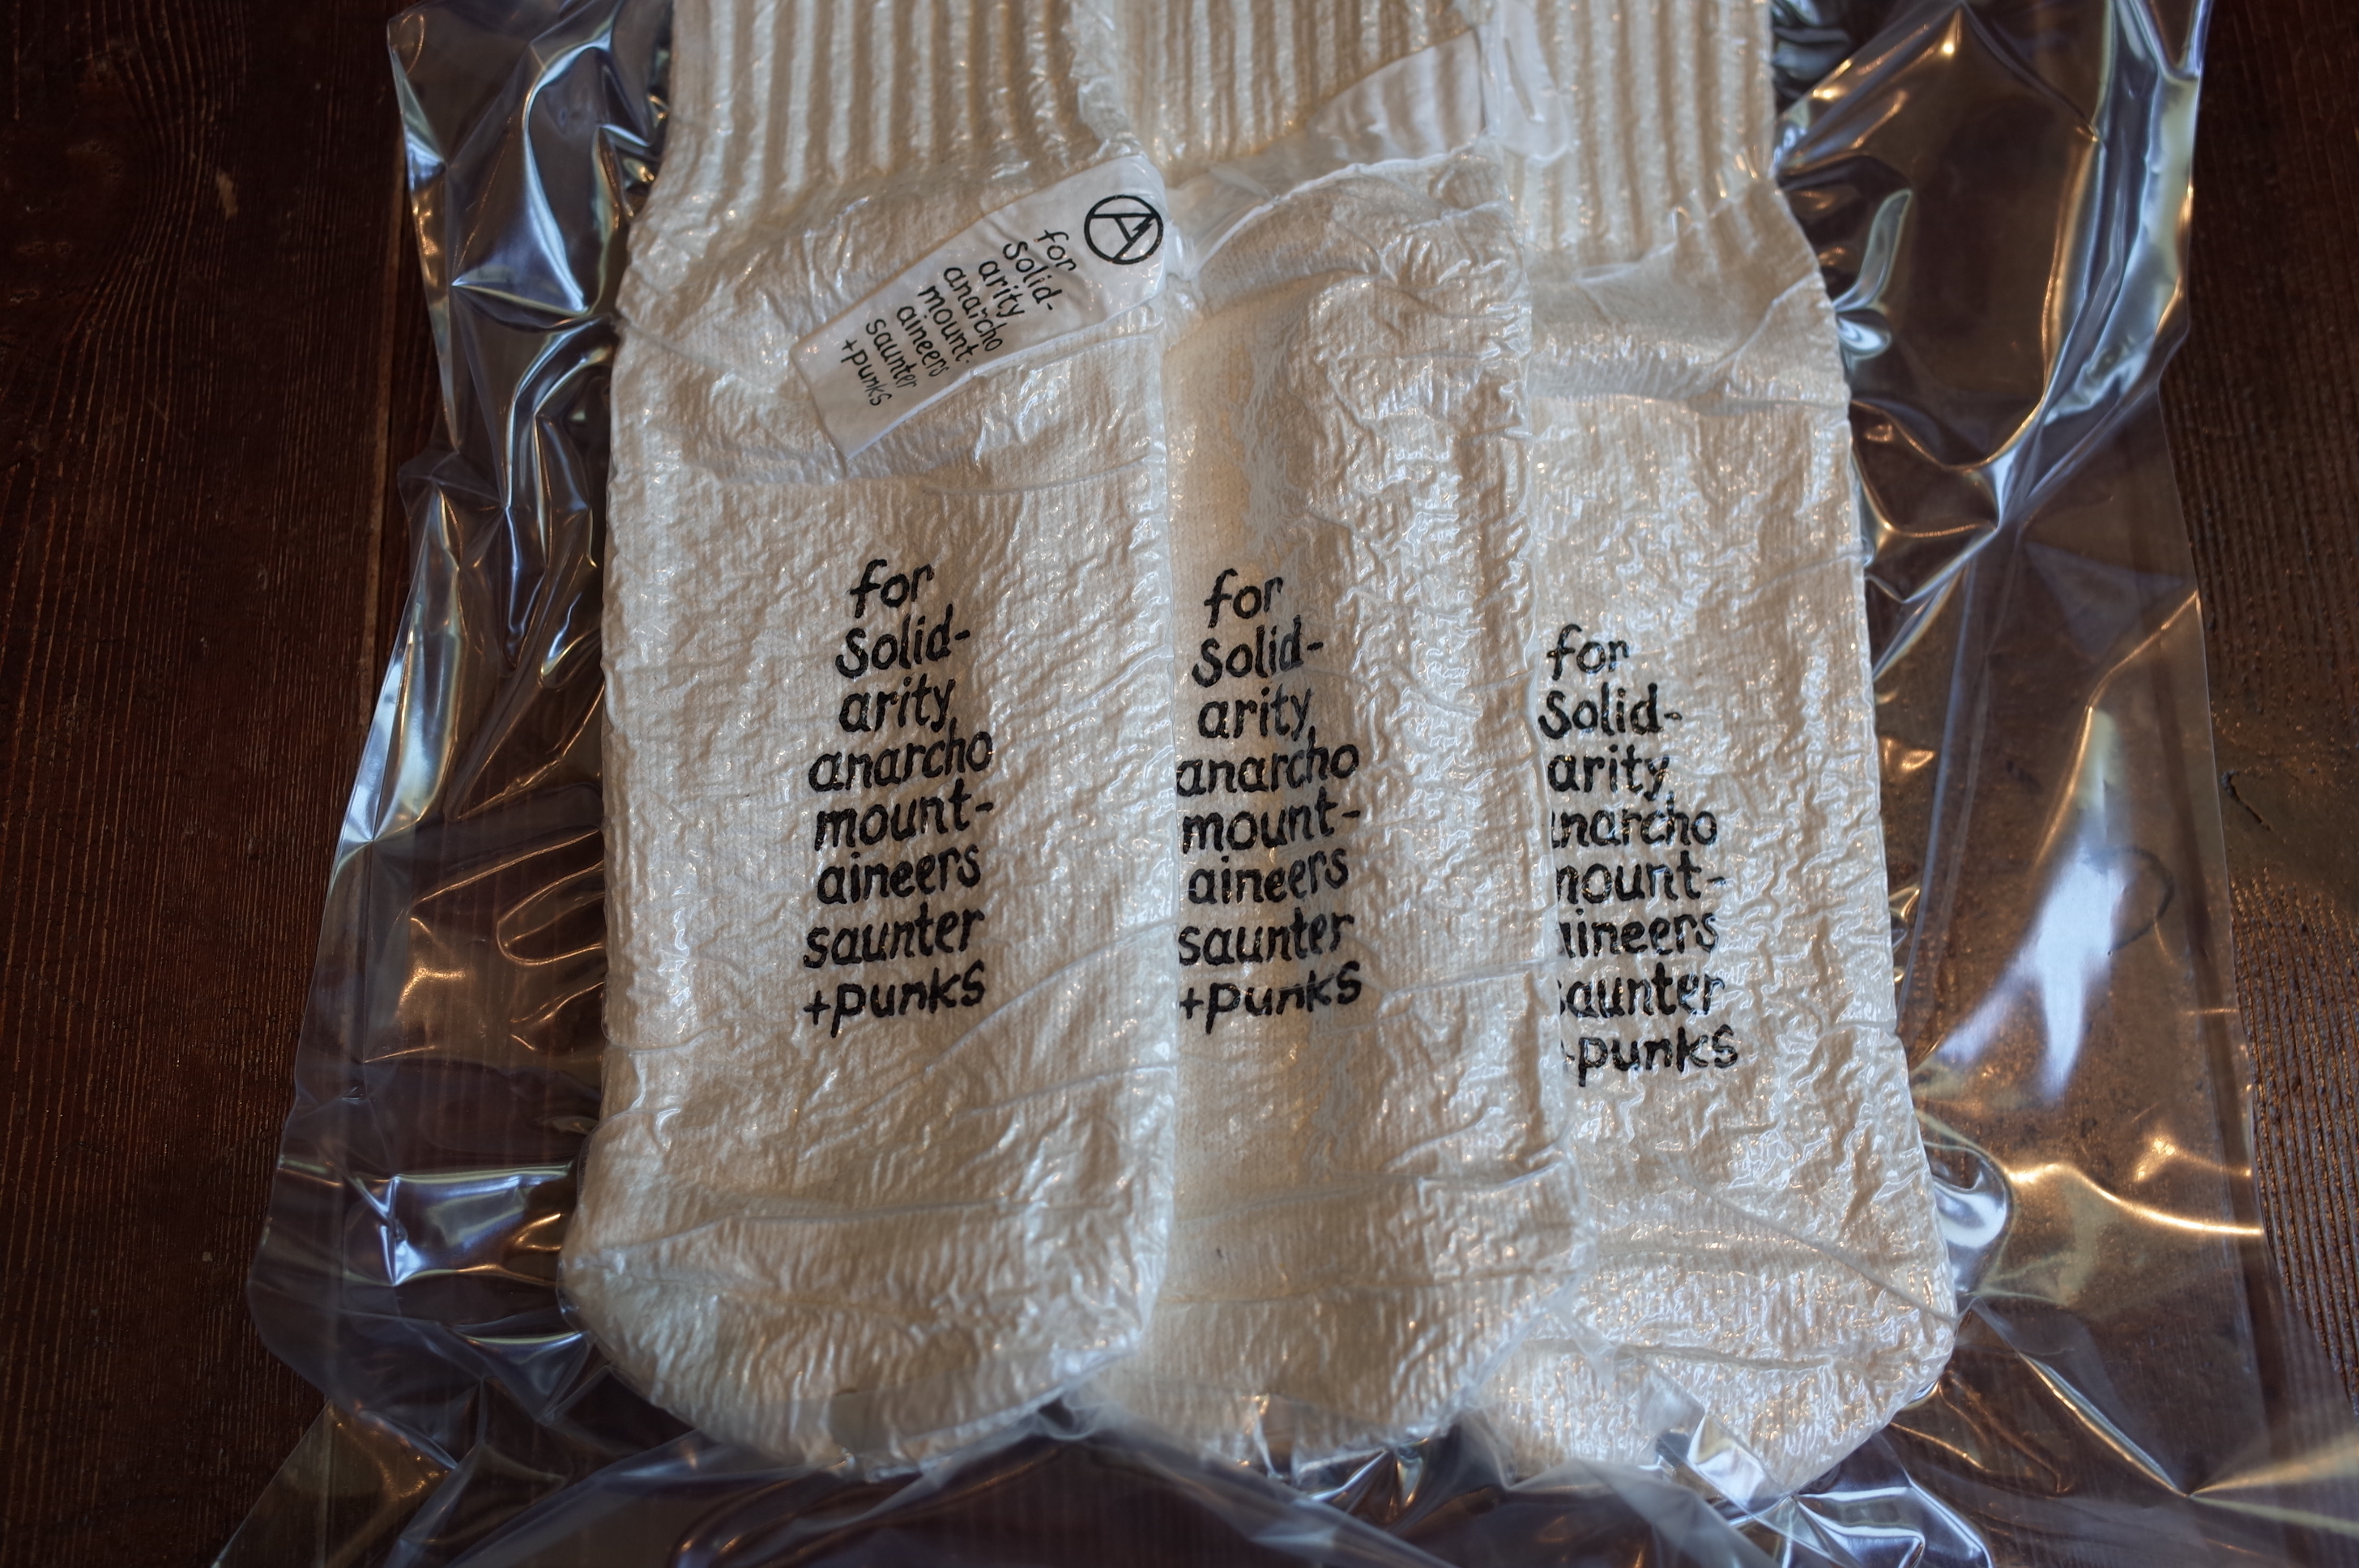 Ⓐ
for
Solid-
arity
anarcho
mount-
aineers
saunter
+punks
for
Solid-
arity,
anarcho
mount-
aineers
saunter
+punks
for
Solid-
arity,
anarcho
mount-
aineers
saunter
+punks
for
Solid-
arity,
narcho
mount-
aineers
saunter
+punks